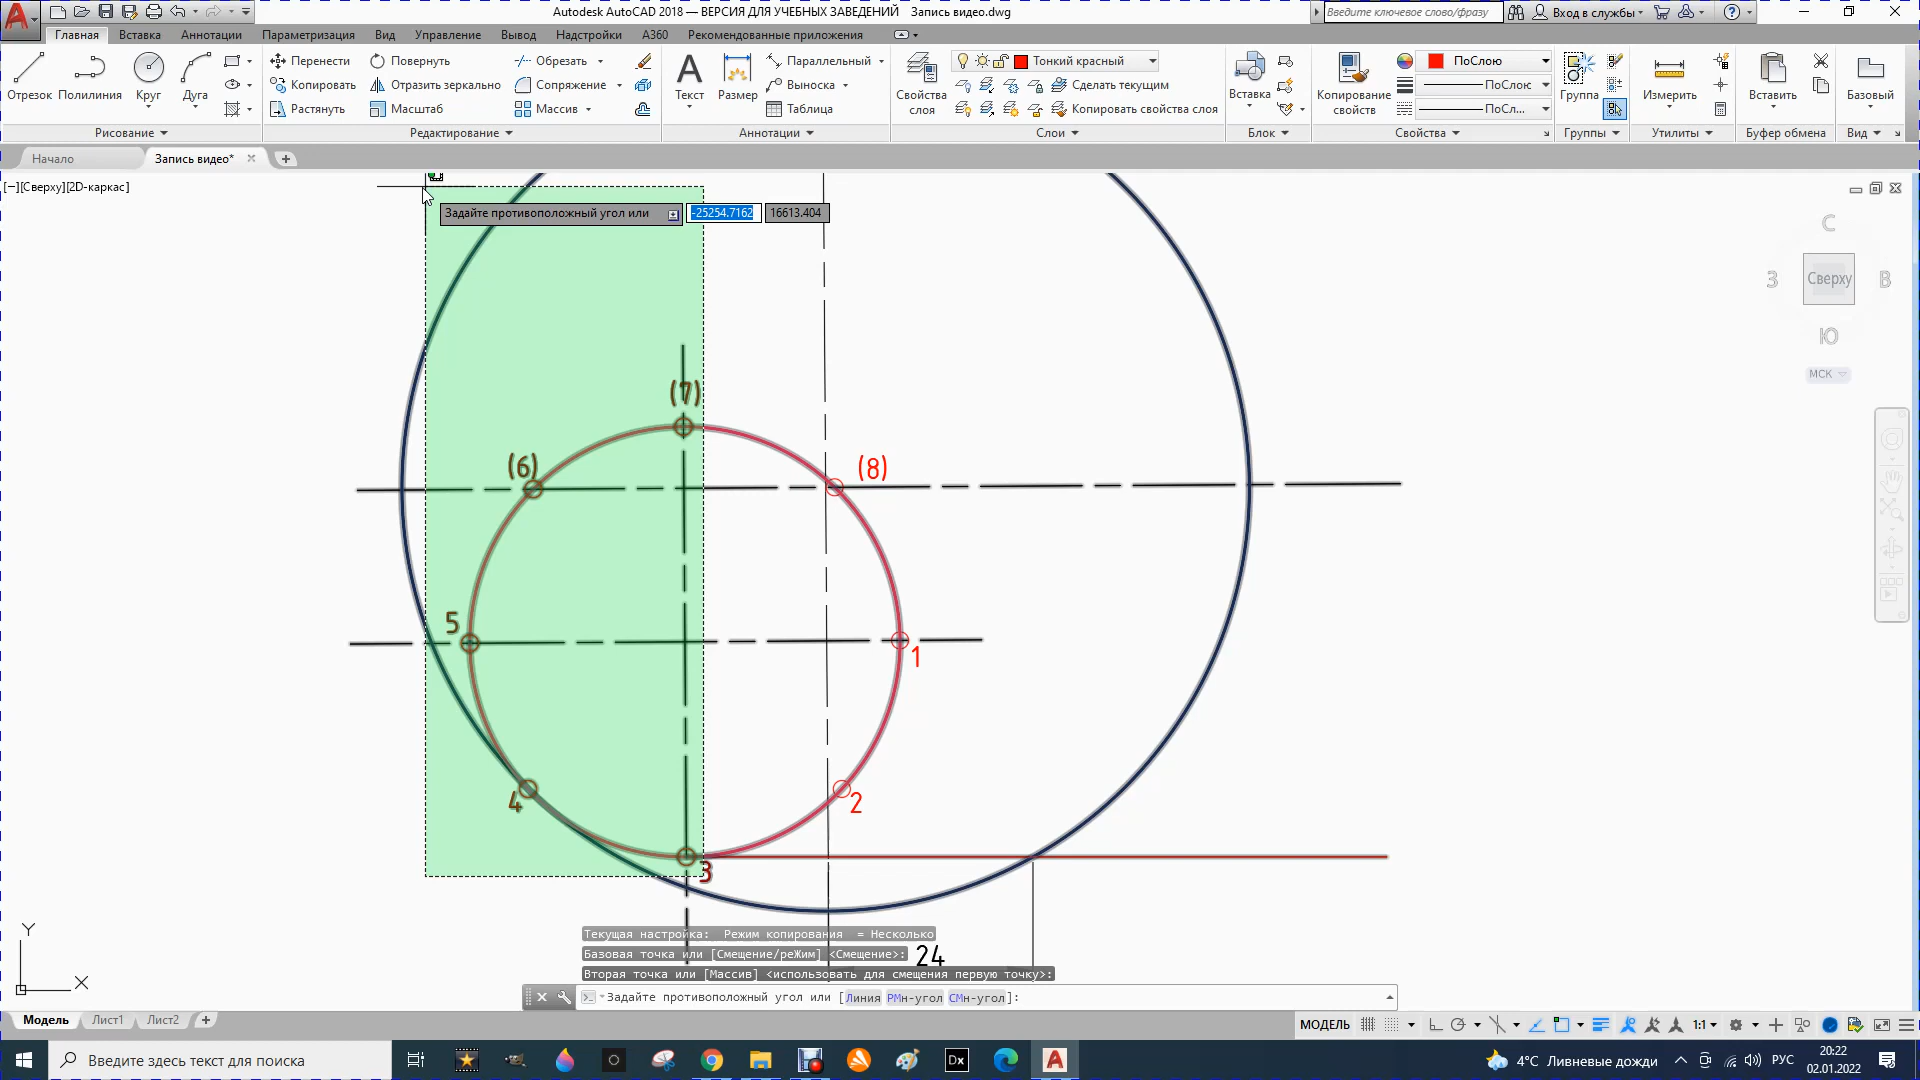 Autodesk AutoCAD 2018 — ВЕРСИЯ ДЛЯ УЧЕБНЫХ ЗАВЕДЕНИЙ Запись видео.dwg
Введите ключевое слово/фразу
Вход в службы
Главная Вставка Аннотации Параметризация Вид Управление Вывод Надстройки A360 Рекомендованные приложения
Отрезок Полилиния Круг Дуга
Перенести Повернуть Обрезать
Копировать Отразить зеркально Сопряжение
Растянуть Масштаб Массив
Текст Размер
Параллельный
Выноска
Таблица
Свойства слоя
Тонкий красный
Сделать текущим
Копировать свойства слоя
Вставка
Копирование свойств
ПоСлою
ПоСлою
ПоСл...
Группа Измерить Вставить Базовый
Рисование Редактирование Аннотации Слои Блок Свойства Группы Утилиты Буфер обмена Вид
Начало Запись видео*
[−][Сверху][2D-каркас]
Задайте противоположный угол или -25254.7162 16613.404
С
З Сверху В
Ю
МСК
(7)
(6)
(8)
5
1
4
2
3
24
Y
X
Текущая настройка: Режим копирования = Несколько
Базовая точка или [Смещение/реЖим] <Смещение>:
Вторая точка или [Массив] <использовать для смещения первую точку>:
Задайте противоположный угол или [Линия РМн-угол СМн-угол]:
Модель Лист1 Лист2
МОДЕЛЬ 1:1
Введите здесь текст для поиска
Dx
4°C Ливневые дожди
РУС
20:22
02.01.2022